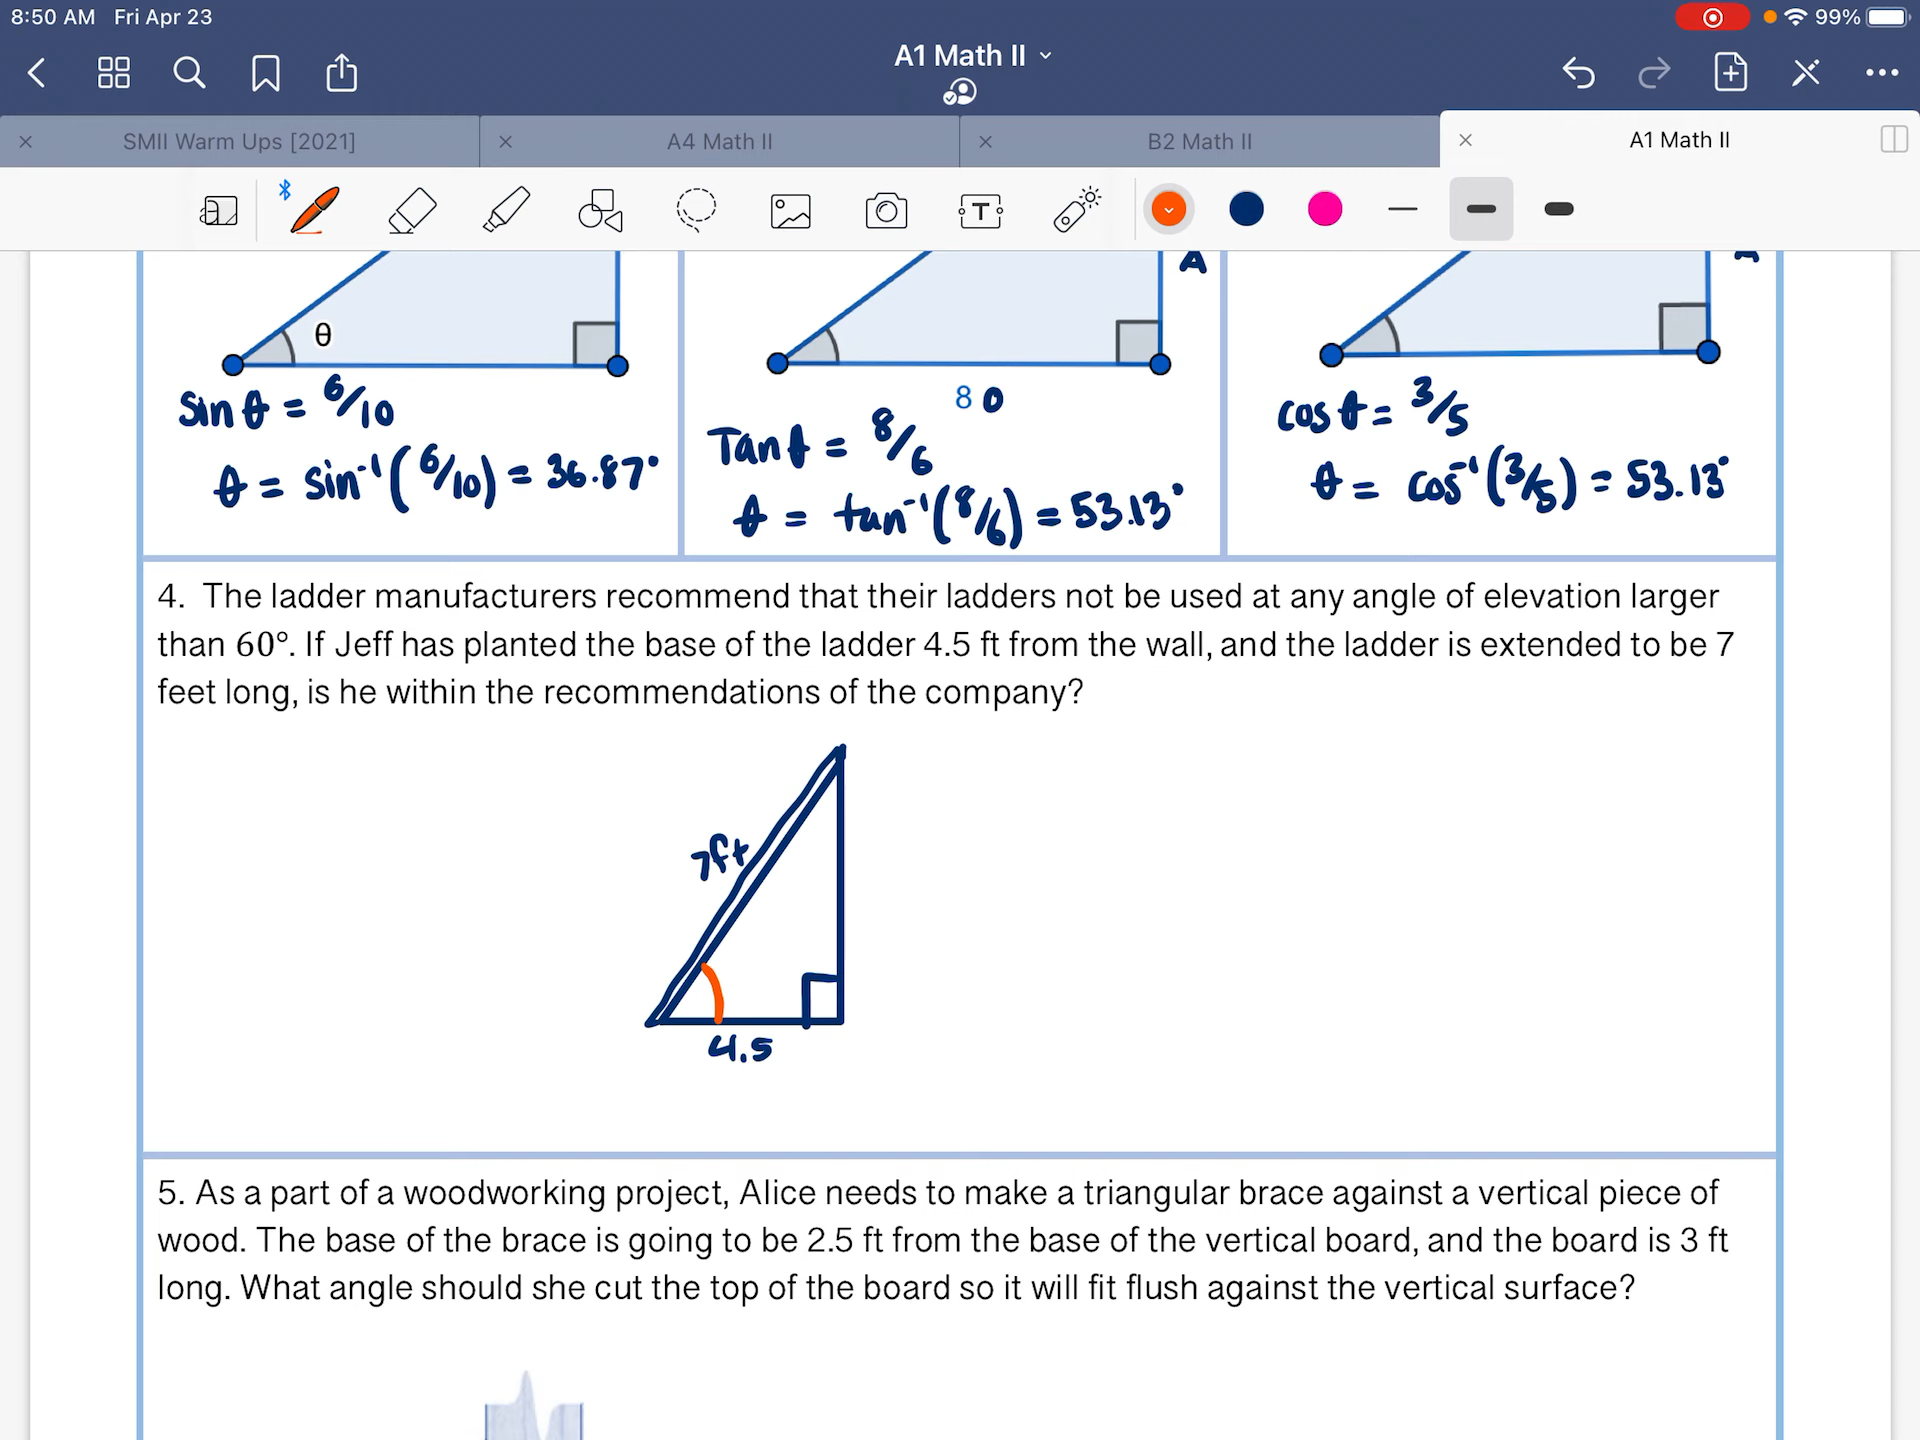 8:50 AM Fri Apr 23
99%
A1 Math II
SMII Warm Ups [2021]
A4 Math II
B2 Math II
A1 Math II
A
A
θ
8 O
sin θ = 6/10
θ = sin⁻¹(6/10) = 36.87°
Tan θ = 8/6
θ = tan⁻¹(8/6) = 53.13°
cos θ = 3/5
θ = cos⁻¹(3/5) = 53.13°
4. The ladder manufacturers recommend that their ladders not be used at any angle of elevation larger
than 60°. If Jeff has planted the base of the ladder 4.5 ft from the wall, and the ladder is extended to be 7
feet long, is he within the recommendations of the company?
7ft
4.5
5. As a part of a woodworking project, Alice needs to make a triangular brace against a vertical piece of
wood. The base of the brace is going to be 2.5 ft from the base of the vertical board, and the board is 3 ft
long. What angle should she cut the top of the board so it will fit flush against the vertical surface?